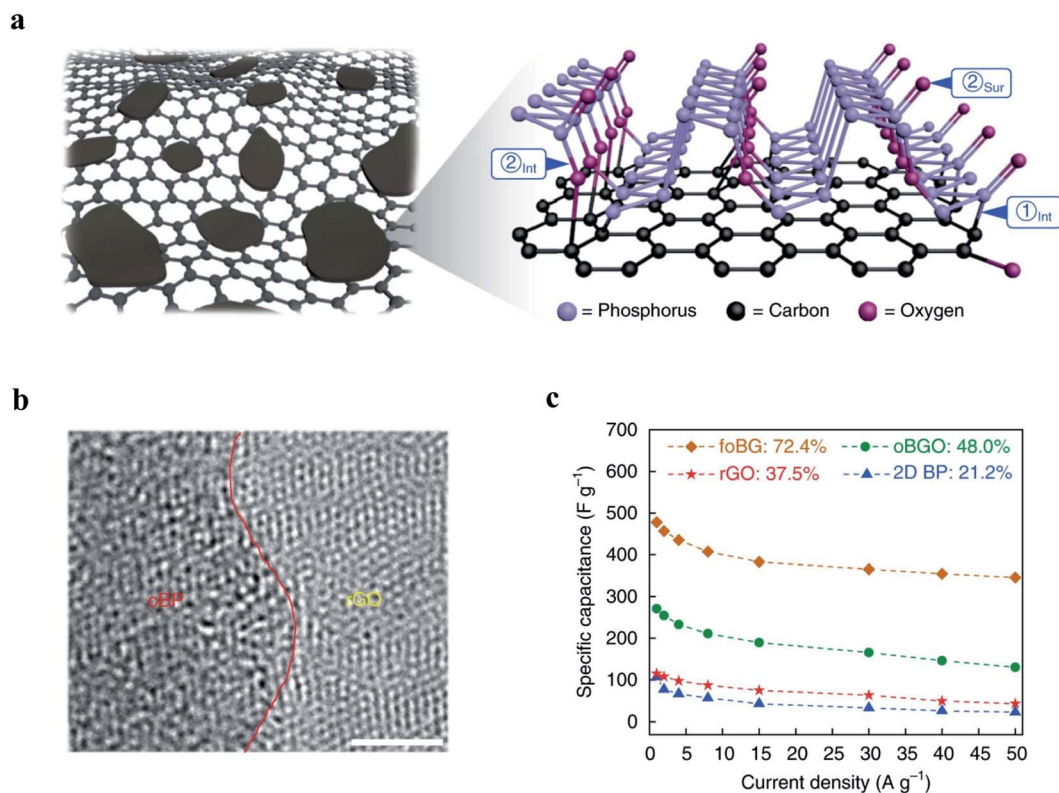 a
②Sur
②Int
①Int
= Phosphorus
= Carbon
= Oxygen
b
oBP
rGO
c
foBG: 72.4%
oBGO: 48.0%
rGO: 37.5%
2D BP: 21.2%
Specific capacitance (F g⁻¹)
700
600
500
400
300
200
100
0
0 5 10 15 20 25 30 35 40 45 50
Current density (A g⁻¹)